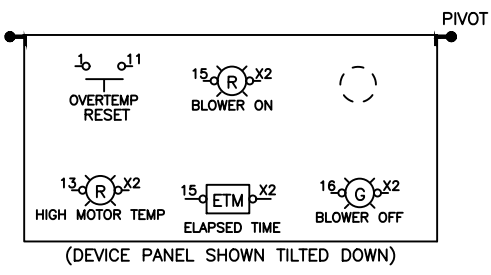 PIVOT
1 11
OVERTEMP
RESET
15 R X2
BLOWER ON
13 R X2
HIGH MOTOR TEMP
15 ETM X2
ELAPSED TIME
16 G X2
BLOWER OFF
(DEVICE PANEL SHOWN TILTED DOWN)